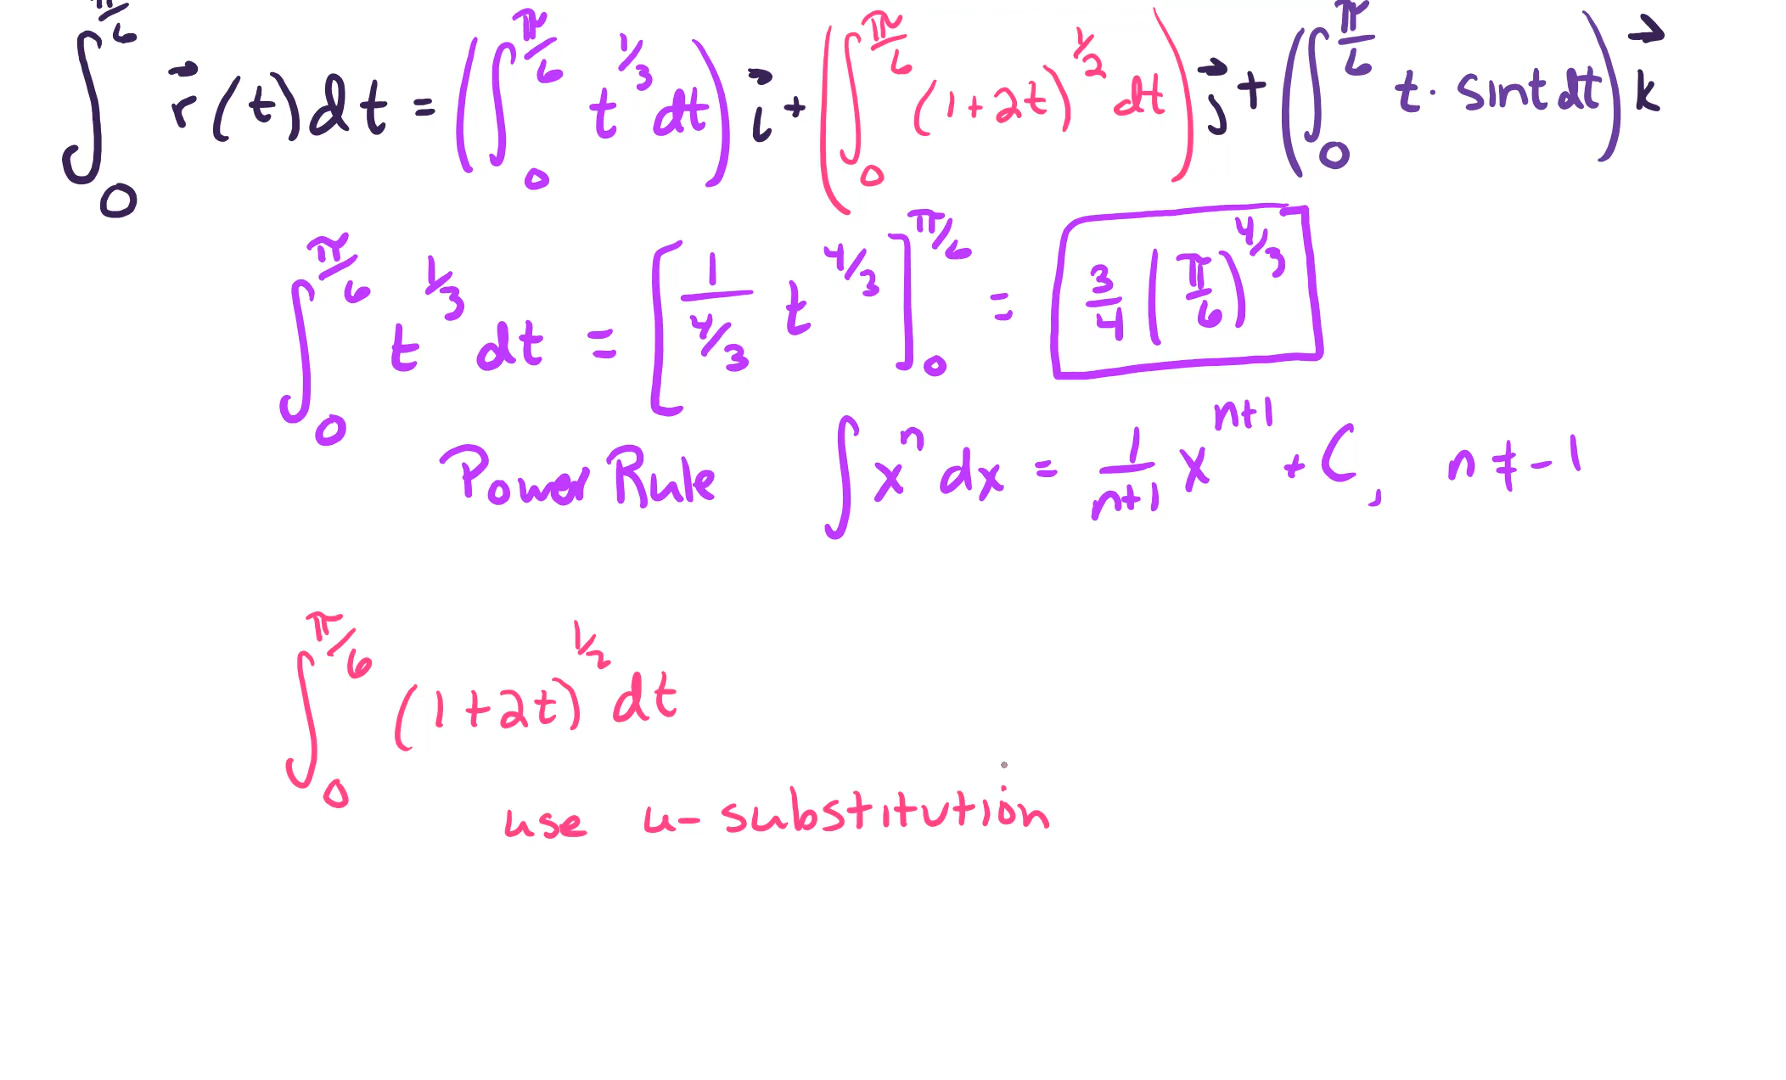 ∫₀^(π/6) r⃗(t)dt = (∫₀^(π/6) t^(1/3) dt) i⃗ + (∫₀^(π/6) (1+2t)^(1/2) dt) j⃗ + (∫₀^(π/6) t · sint dt) k⃗
∫₀^(π/6) t^(1/3) dt = [1/(4/3) t^(4/3)]₀^(π/6) = 3/4 (π/6)^(4/3)
Power Rule ∫ x^n dx = 1/(n+1) x^(n+1) + C, n ≠ -1
∫₀^(π/6) (1+2t)^(1/2) dt
use u-substitution